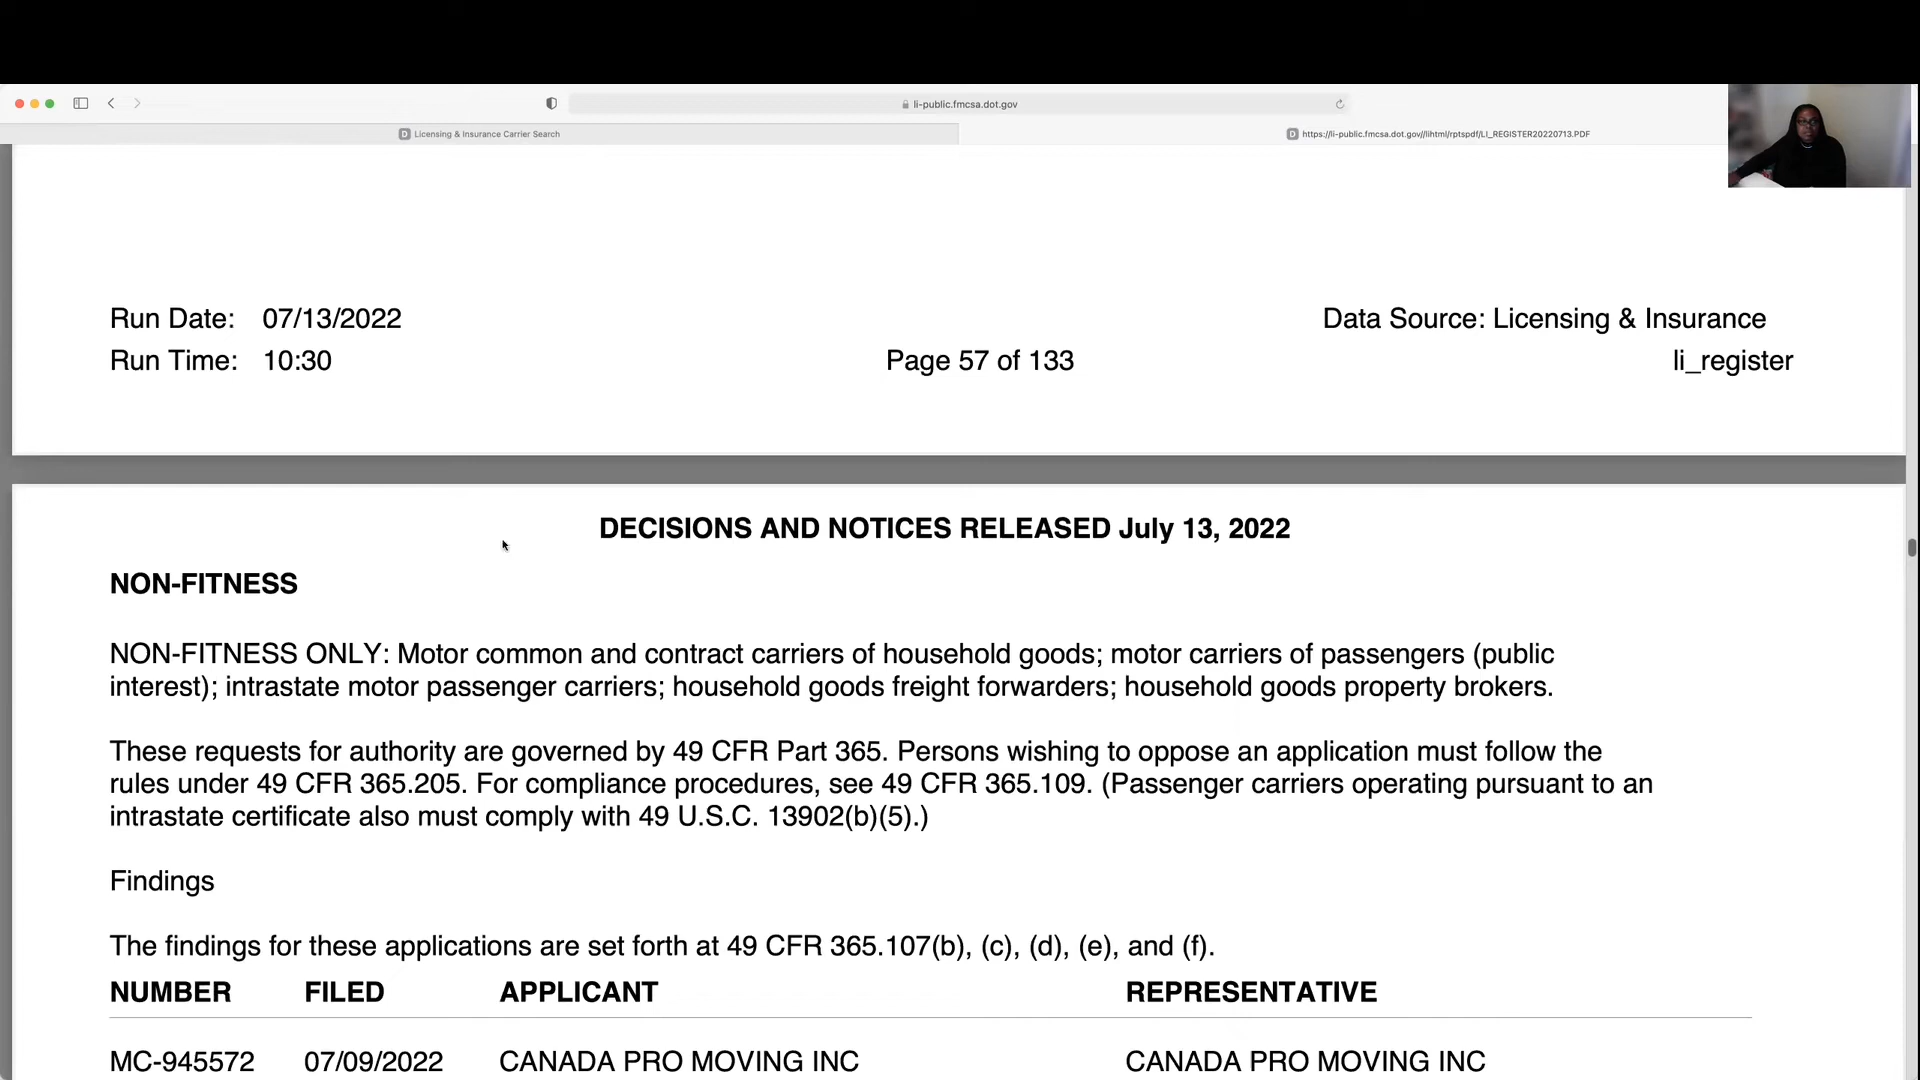 li-public.fmcsa.dot.gov
Licensing & Insurance Carrier Search
https://li-public.fmcsa.dot.gov//lihtml/rptspdf/LI_REGISTER20220713.PDF
Run Date: 07/13/2022
Data Source: Licensing & Insurance
Run Time: 10:30
Page 57 of 133
li_register
DECISIONS AND NOTICES RELEASED July 13, 2022
NON-FITNESS
NON-FITNESS ONLY: Motor common and contract carriers of household goods; motor carriers of passengers (public
interest); intrastate motor passenger carriers; household goods freight forwarders; household goods property brokers.
These requests for authority are governed by 49 CFR Part 365. Persons wishing to oppose an application must follow the
rules under 49 CFR 365.205. For compliance procedures, see 49 CFR 365.109. (Passenger carriers operating pursuant to an
intrastate certificate also must comply with 49 U.S.C. 13902(b)(5).)
Findings
The findings for these applications are set forth at 49 CFR 365.107(b), (c), (d), (e), and (f).
NUMBER FILED APPLICANT REPRESENTATIVE
MC-945572 07/09/2022 CANADA PRO MOVING INC CANADA PRO MOVING INC